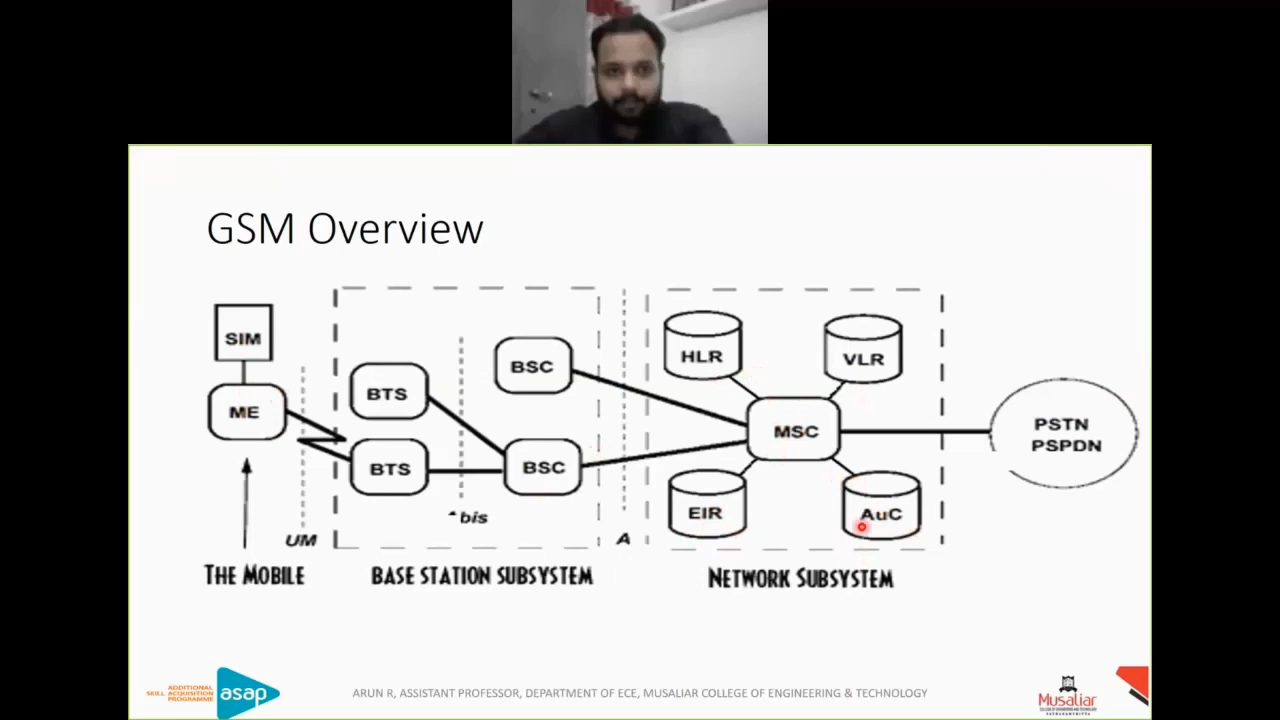 GSM Overview
SIM
ME
BTS
BTS
BSC
BSC
HLR
VLR
MSC
EIR
AuC
PSTN
PSPDN
UM
bis
A
THE MOBILE
BASE STATION SUBSYSTEM
NETWORK SUBSYSTEM
ADDITIONAL
SKILL ACQUISITION
PROGRAMME
asap
ARUN R, ASSISTANT PROFESSOR, DEPARTMENT OF ECE, MUSALIAR COLLEGE OF ENGINEERING & TECHNOLOGY
Musaliar